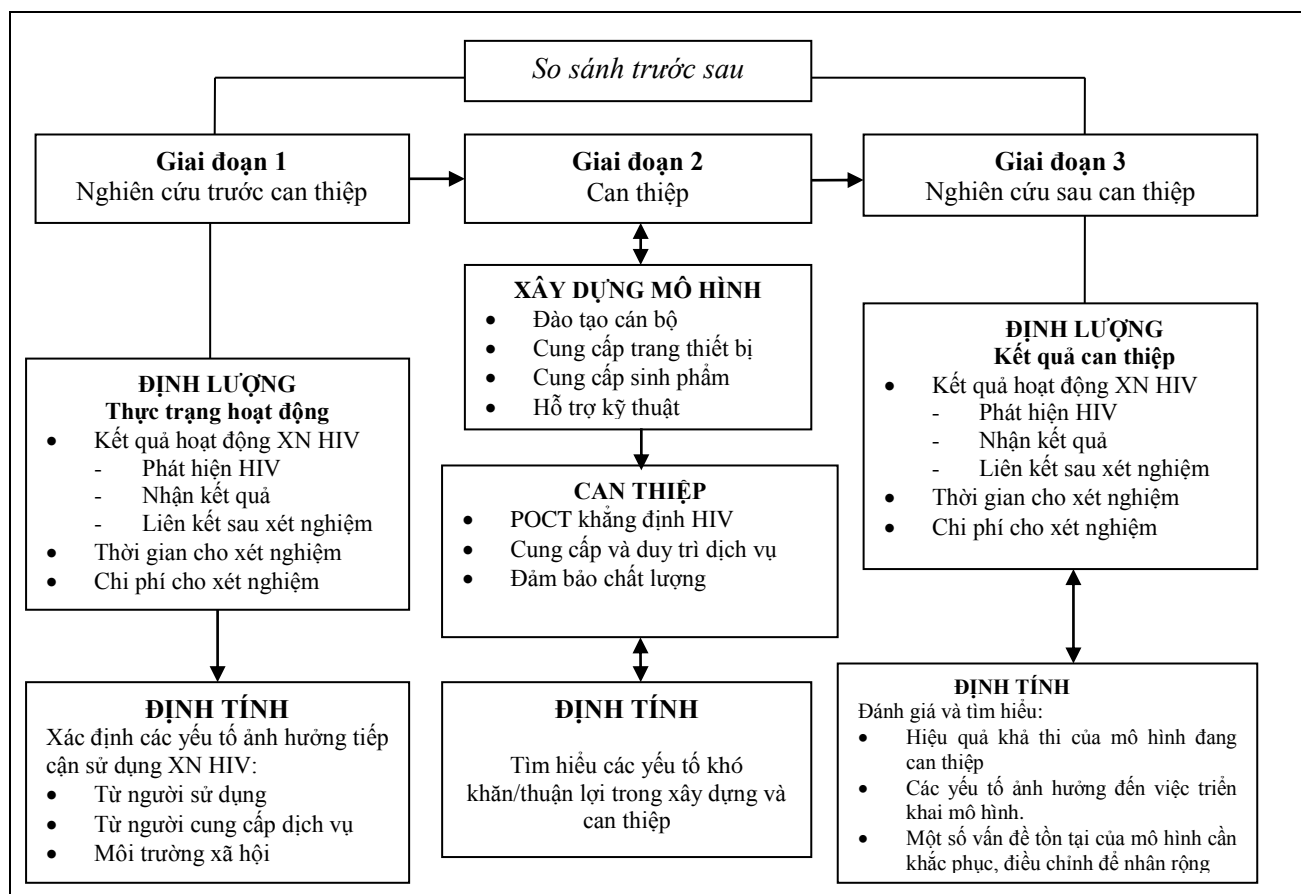 So sánh trước sau
Giai đoạn 1
Nghiên cứu trước can thiệp
Giai đoạn 2
Can thiệp
Giai đoạn 3
Nghiên cứu sau can thiệp
ĐỊNH LƯỢNG
Thực trạng hoạt động
• Kết quả hoạt động XN HIV
- Phát hiện HIV
- Nhận kết quả
- Liên kết sau xét nghiệm
• Thời gian cho xét nghiệm
• Chi phí cho xét nghiệm
ĐỊNH TÍNH
Xác định các yếu tố ảnh hưởng tiếp
cận sử dụng XN HIV:
• Từ người sử dụng
• Từ người cung cấp dịch vụ
• Môi trường xã hội
XÂY DỰNG MÔ HÌNH
• Đào tạo cán bộ
• Cung cấp trang thiết bị
• Cung cấp sinh phẩm
• Hỗ trợ kỹ thuật
CAN THIỆP
• POCT khẳng định HIV
• Cung cấp và duy trì dịch vụ
• Đảm bảo chất lượng
ĐỊNH TÍNH
Tìm hiểu các yếu tố khó
khăn/thuận lợi trong xây dựng và
can thiệp
ĐỊNH LƯỢNG
Kết quả can thiệp
• Kết quả hoạt động XN HIV
- Phát hiện HIV
- Nhận kết quả
- Liên kết sau xét nghiệm
• Thời gian cho xét nghiệm
• Chi phí cho xét nghiệm
ĐỊNH TÍNH
Đánh giá và tìm hiểu:
• Hiệu quả khả thi của mô hình đang
can thiệp
• Các yếu tố ảnh hưởng đến việc triển
khai mô hình.
• Một số vấn đề tồn tại của mô hình cần
khắc phục, điều chỉnh để nhân rộng